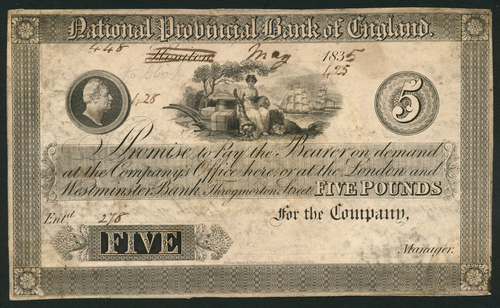 National Provincial Bank of England.
448 May 1835
425
428
5
I Promise to Pay the Bearer on demand
at the Company's Office here, or at the London and
Westminster Bank, Throgmorton Street FIVE POUNDS
Entd 278 For the Company,
FIVE
Manager.